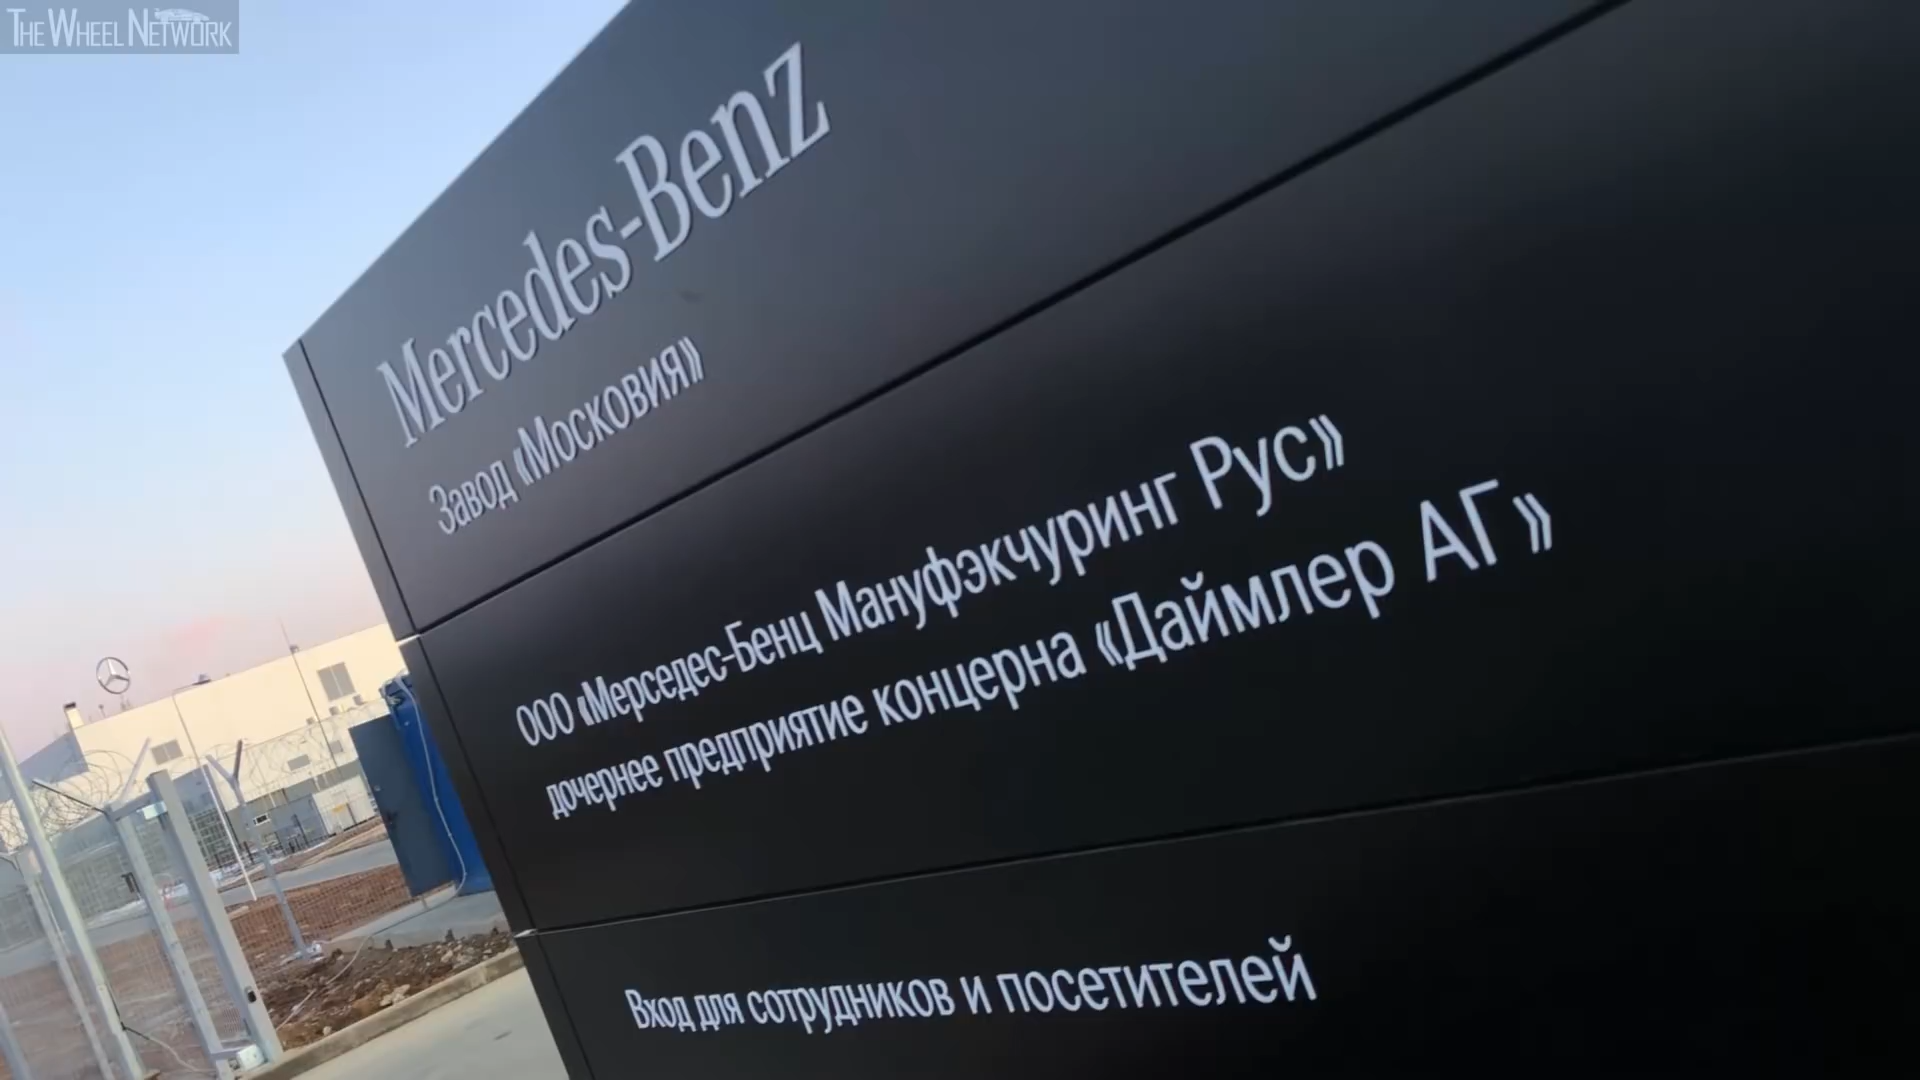 THE WHEEL NETWORK
Mercedes-Benz
Завод «Московия»
ООО «Мерседес-Бенц Мануфэкчуринг Рус»
дочернее предприятие концерна «Даймлер АГ»
Вход для сотрудников и посетителей